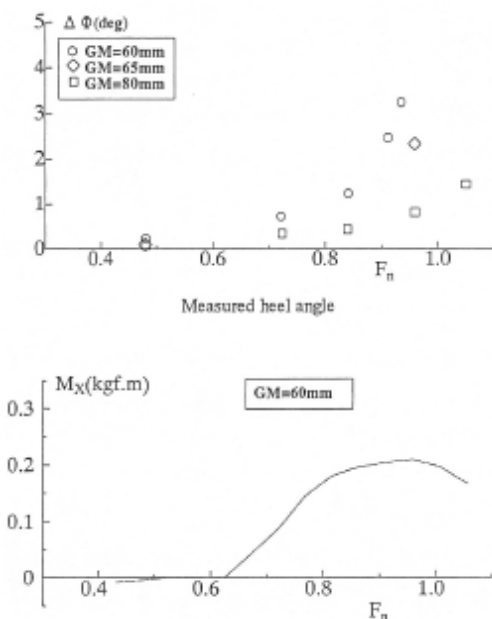 Δ Φ(deg)
5
○ GM=60mm
◇ GM=65mm
□ GM=80mm
4
3
2
1
0
0.4 0.6 0.8 1.0
Fn
Measured heel angle
MX(kgf.m)
GM=60mm
0.3
0.2
0.1
0
0.4 0.6 0.8 1.0
Fn